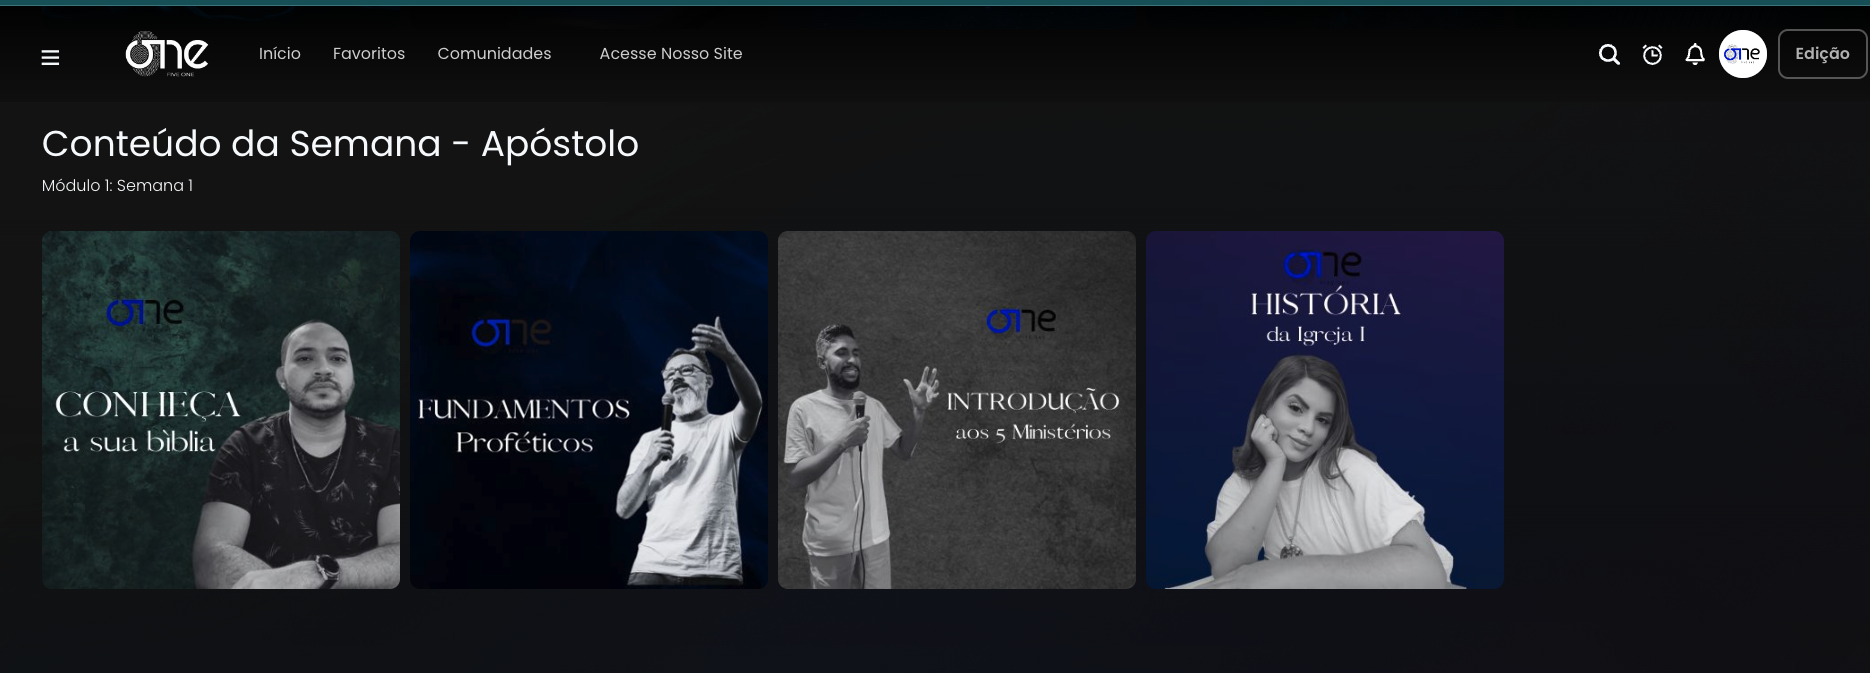 one
FIVE ONE
Início
Favoritos
Comunidades
Acesse Nosso Site
one
Edição
Conteúdo da Semana - Apóstolo
Módulo 1: Semana 1
one
CONHEÇA
a sua bìblia
one
FUNDAMENTOS
Proféticos
one
INTRODUÇÃO
aos 5 Ministérios
one
HISTÓRIA
da Igreja I